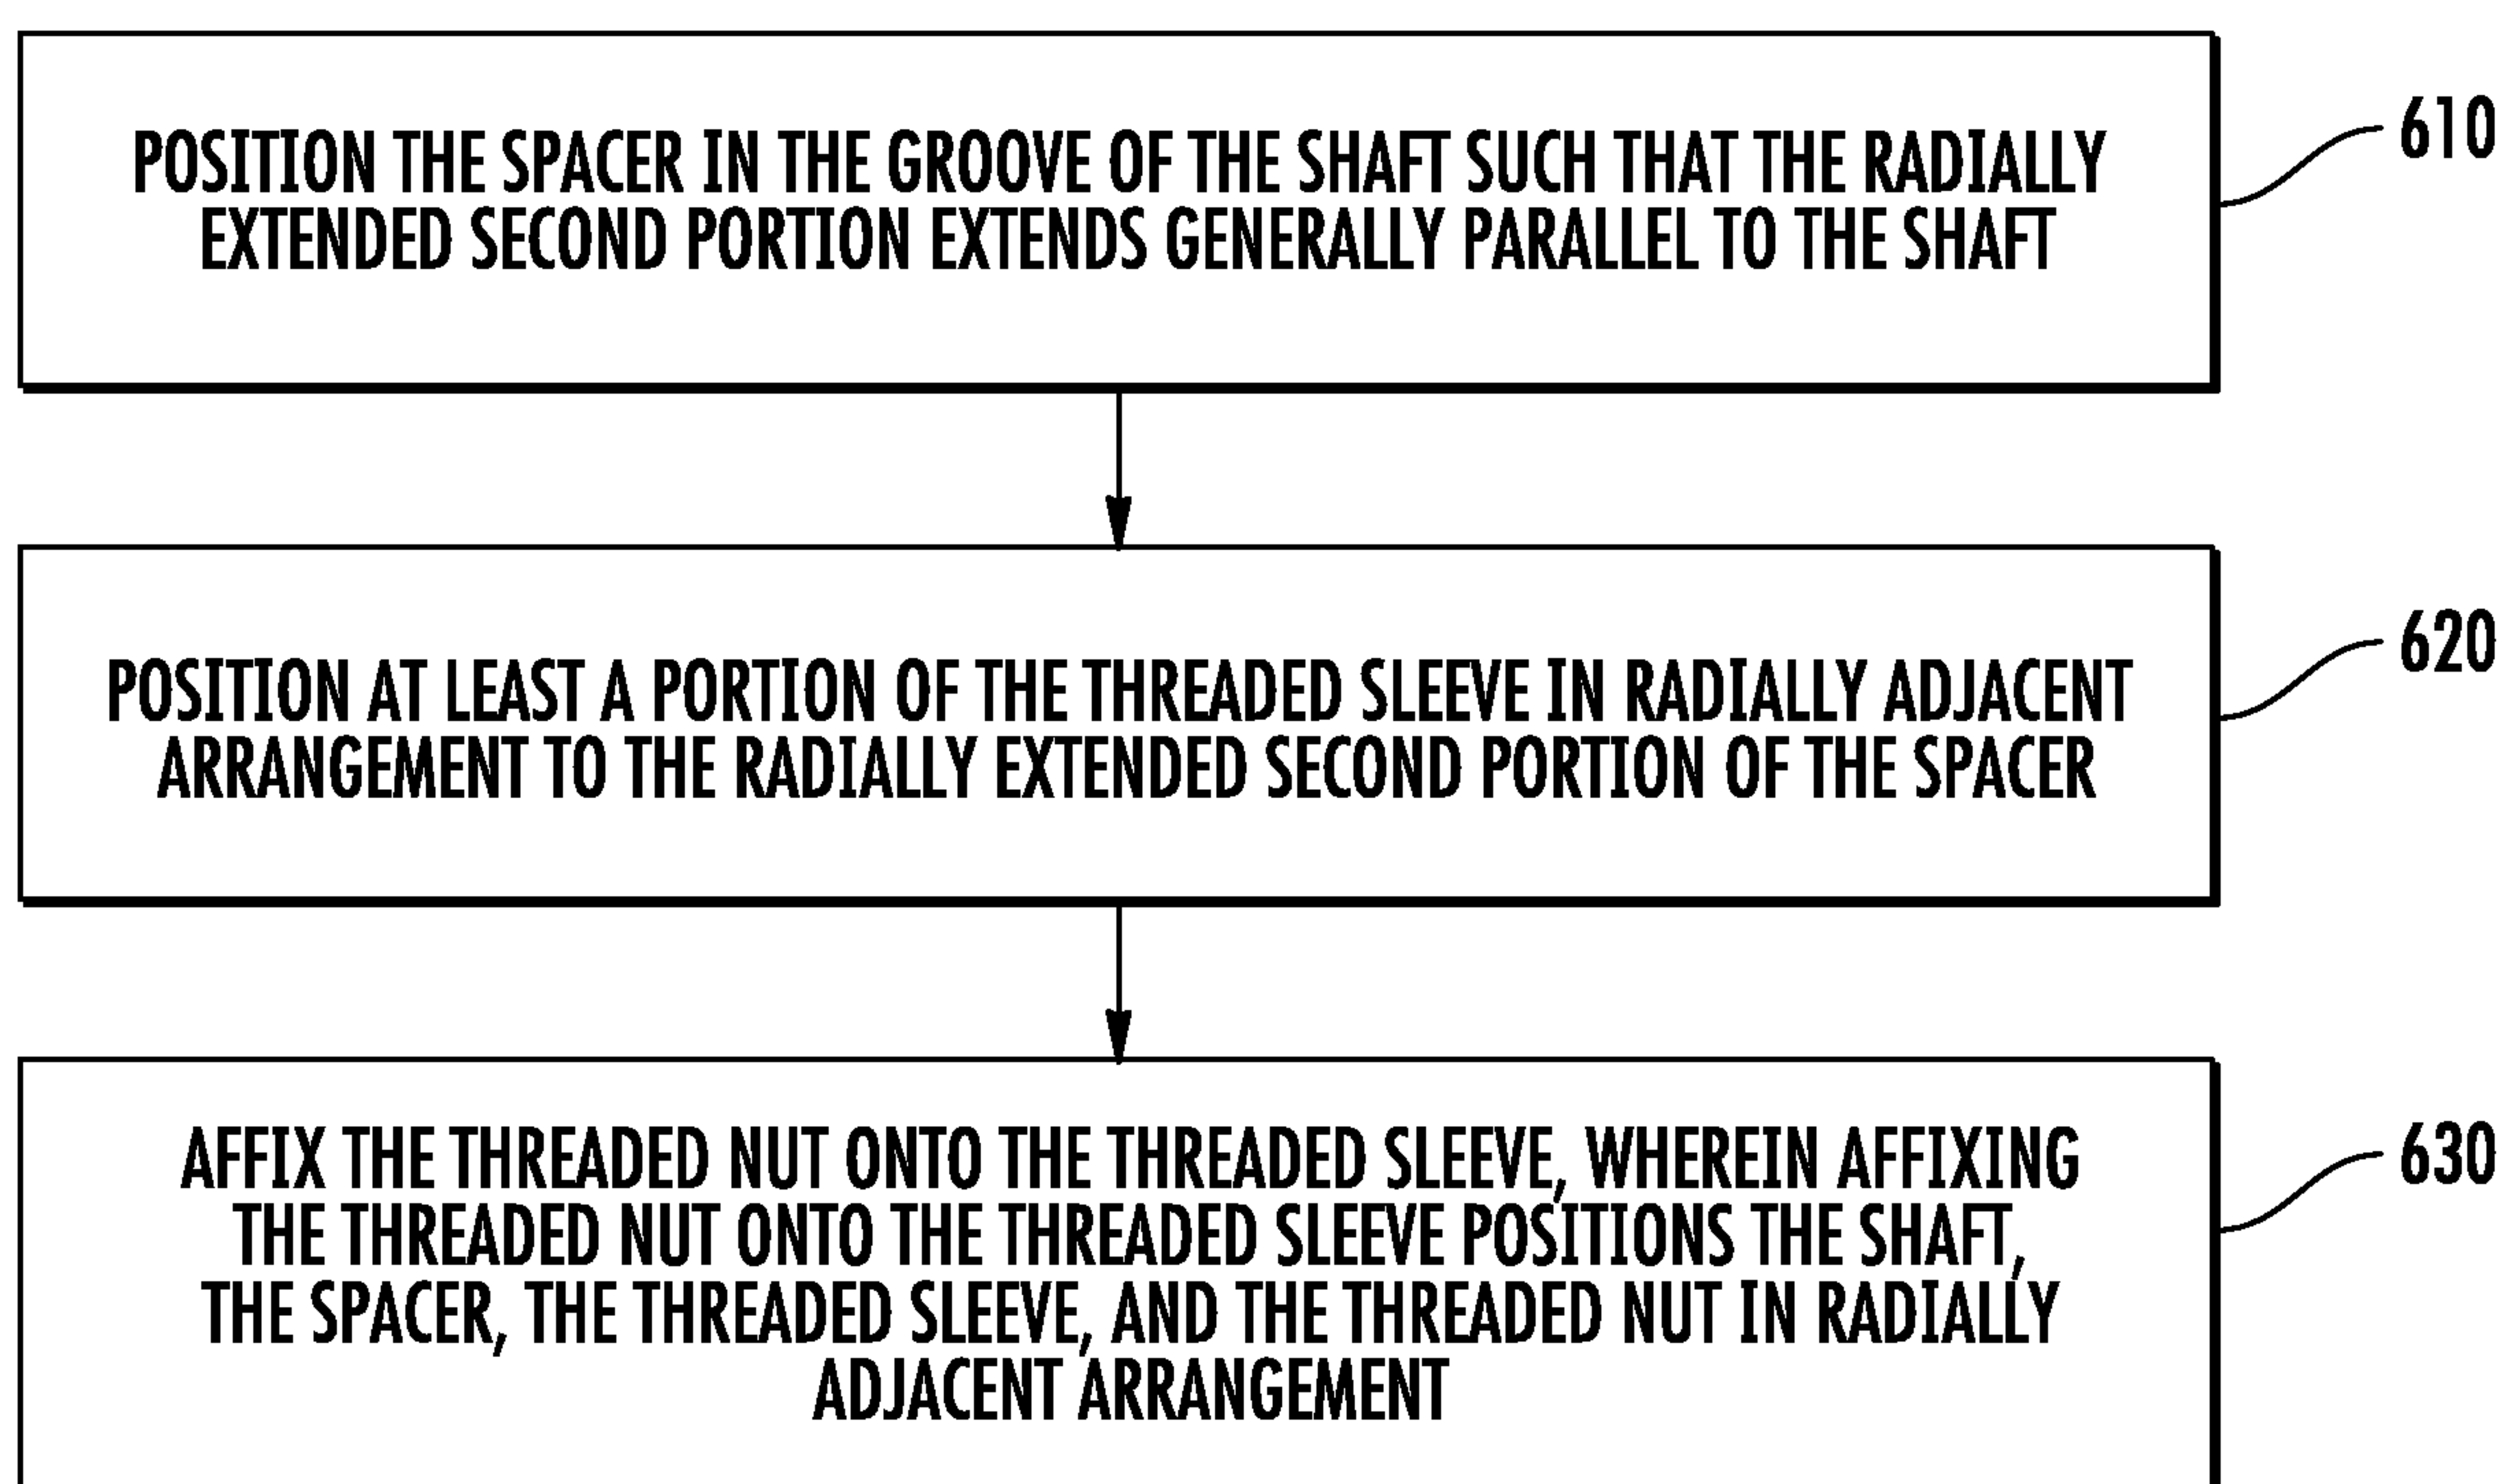 POSITION THE SPACER IN THE GROOVE OF THE SHAFT SUCH THAT THE RADIALLY
EXTENDED SECOND PORTION EXTENDS GENERALLY PARALLEL TO THE SHAFT
610
POSITION AT LEAST A PORTION OF THE THREADED SLEEVE IN RADIALLY ADJACENT
ARRANGEMENT TO THE RADIALLY EXTENDED SECOND PORTION OF THE SPACER
620
AFFIX THE THREADED NUT ONTO THE THREADED SLEEVE, WHEREIN AFFIXING
THE THREADED NUT ONTO THE THREADED SLEEVE POSITIONS THE SHAFT,
THE SPACER, THE THREADED SLEEVE, AND THE THREADED NUT IN RADIALLY
ADJACENT ARRANGEMENT
630